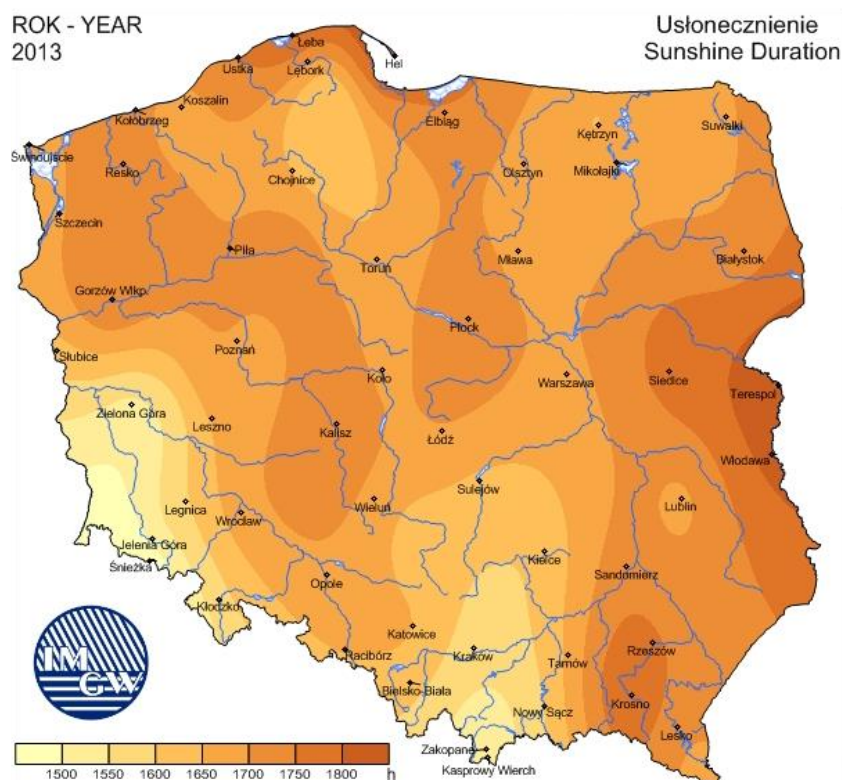 ROK - YEAR
2013
Usłonecznienie
Sunshine Duration
Łeba
Hel
Ustka
Lębork
Koszalin
Kołobrzeg
Elbląg
Kętrzyn
Suwałki
Świnoujście
Resko
Chojnice
Olsztyn
Mikołajki
Szczecin
Piła
Toruń
Mława
Białystok
Gorzów Wlkp.
Płock
Poznań
Słubice
Koło
Warszawa
Siedlce
Terespol
Zielona Góra
Leszno
Kalisz
Łódź
Włodawa
Sulejów
Legnica
Wrocław
Wieluń
Lublin
Jelenia Góra
Śnieżka
Kielce
Sandomierz
Opole
Kłodzko
Katowice
Kraków
Racibórz
Tarnów
Rzeszów
Bielsko-Biała
Nowy Sącz
Krosno
Lesko
Zakopane
Kasprowy Wierch
IM
GW
1500 1550 1600 1650 1700 1750 1800 h